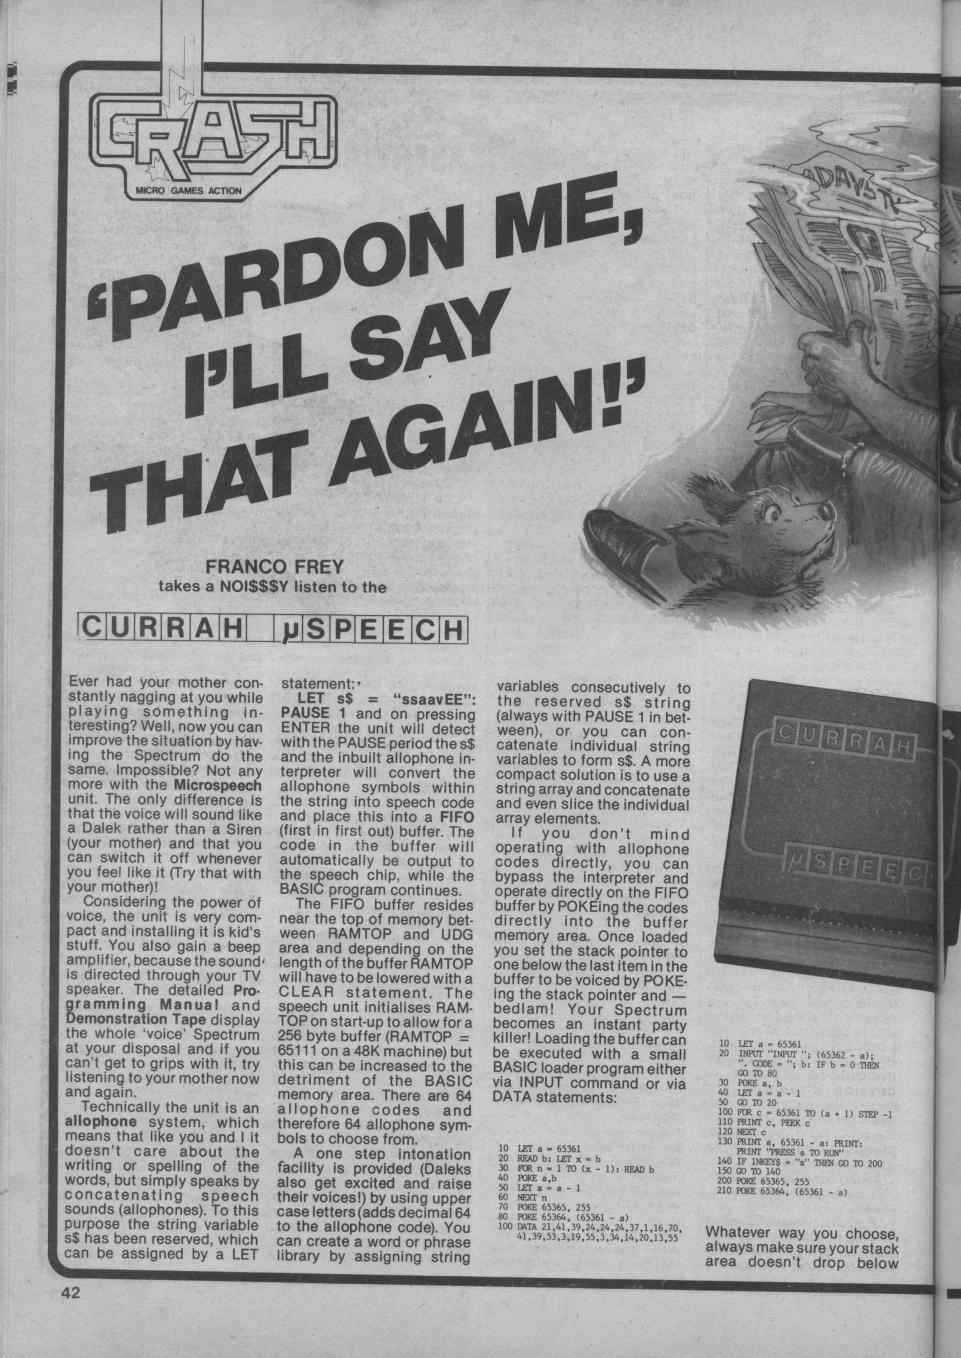 CRASH
MICRO GAMES ACTION
'PARDON ME,
I'LL SAY
THAT AGAIN!'
FRANCO FREY
takes a NOI$$$Y listen to the
CURRAH µSPEECH
Ever had your mother con-
stantly nagging at you while
playing something in-
teresting? Well, now you can
improve the situation by hav-
ing the Spectrum do the
same. Impossible? Not any
more with the Microspeech
unit. The only difference is
that the voice will sound like
a Dalek rather than a Siren
(your mother) and that you
can switch it off whenever
you feel like it (Try that with
your mother)!
Considering the power of
voice, the unit is very com-
pact and installing it is kid's
stuff. You also gain a beep
amplifier, because the sound
is directed through your TV
speaker. The detailed Pro-
gramming Manual and
Demonstration Tape display
the whole 'voice' Spectrum
at your disposal and if you
can't get to grips with it, try
listening to your mother now
and again.
Technically the unit is an
allophone system, which
means that like you and I it
doesn't care about the
writing or spelling of the
words, but simply speaks by
concatenating speech
sounds (allophones). To this
purpose the string variable
s$ has been reserved, which
can be assigned by a LET
statement:
LET s$ = "ssaavEE":
PAUSE 1 and on pressing
ENTER the unit will detect
with the PAUSE period the s$
and the inbuilt allophone in-
terpreter will convert the
allophone symbols within
the string into speech code
and place this into a FIFO
(first in first out) buffer. The
code in the buffer will
automatically be output to
the speech chip, while the
BASIC program continues.
The FIFO buffer resides
near the top of memory bet-
ween RAMTOP and UDG
area and depending on the
length of the buffer RAMTOP
will have to be lowered with a
CLEAR statement. The
speech unit initialises RAM-
TOP on start-up to allow for a
256 byte buffer (RAMTOP =
65111 on a 48K machine) but
this can be increased to the
detriment of the BASIC
memory area. There are 64
allophone codes and
therefore 64 allophone sym-
bols to choose from.
A one step intonation
facility is provided (Daleks
also get excited and raise
their voices!) by using upper
case letters (adds decimal 64
to the allophone code). You
can create a word or phrase
library by assigning string
variables consecutively to
the reserved s$ string
(always with PAUSE 1 in bet-
ween), or you can con-
catenate individual string
variables to form s$. A more
compact solution is to use a
string array and concatenate
and even slice the individual
array elements.
If you don't mind
operating with allophone
codes directly, you can
bypass the interpreter and
operate directly on the FIFO
buffer by POKEing the codes
directly into the buffer
memory area. Once loaded
you set the stack pointer to
one below the last item in the
buffer to be voiced by POKE-
ing the stack pointer and —
bedlam! Your Spectrum
becomes an instant party
killer! Loading the buffer can
be executed with a small
BASIC loader program either
via INPUT command or via
DATA statements:
10 LET a = 65361
20 READ b: LET x = b
30 FOR n = 1 TO (x - 1): READ b
40 POKE a,b
50 LET a = a - 1
60 NEXT n
70 POKE 65365, 255
80 POKE 65364, (65361 - a)
100 DATA 21,41,39,24,24,24,37,1,16,70,
41,39,53,3,19,55,3,34,14,20,13,55
CURRAH
µSPEECH
10 LET a = 65361
20 INPUT "INPUT "; (65362 - a);
". CODE = "; b: IF b = 0 THEN
GO TO 80
30 POKE a, b
40 LET a = a - 1
50 GO TO 20
100 FOR c = 65361 TO (a + 1) STEP -1
110 PRINT c, PEEK c
120 NEXT c
130 PRINT a, 65361 - a: PRINT:
PRINT "PRESS s TO RUN"
140 IF INKEY$ = "s" THEN GO TO 200
150 GO TO 140
200 POKE 65365, 255
210 POKE 65364, (65361 - a)
Whatever way you choose,
always make sure your stack
area doesn't drop below
42